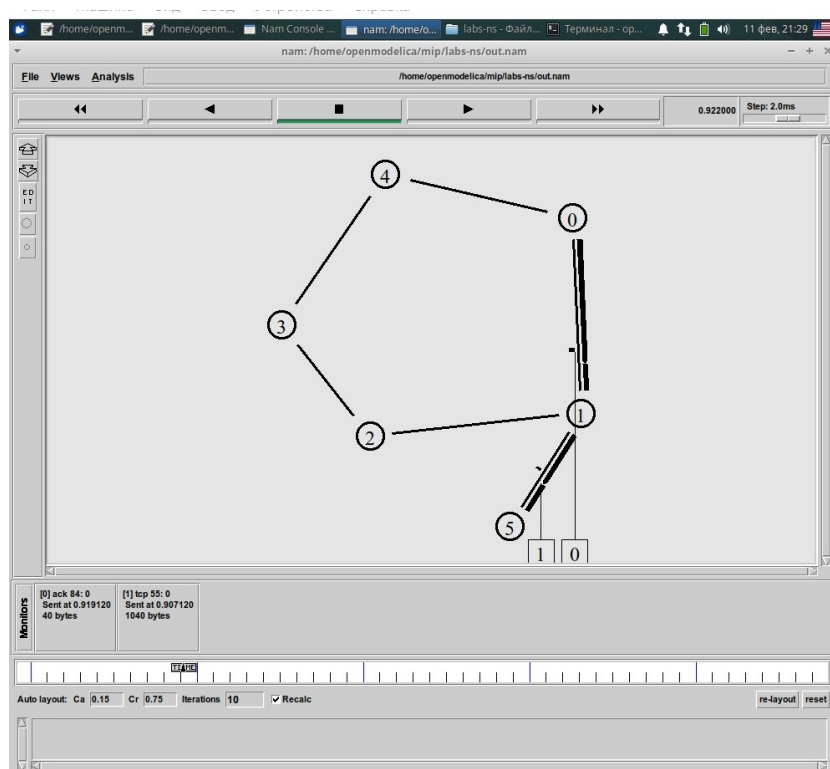 /home/openm... /home/openm... Nam Console ... nam: /home/o... labs-ns - Файл... Терминал - op... 11 фев, 21:29
nam: /home/openmodelica/mip/labs-ns/out.nam
File Views Analysis /home/openmodelica/mip/labs-ns/out.nam
0.922000 Step: 2.0ms
ED
IT
4
0
3
1
2
5
1 0
Monitors
[0] ack 84: 0
Sent at 0.919120
40 bytes
[1] tcp 55: 0
Sent at 0.907120
1040 bytes
TIME
Auto layout: Ca 0.15 Cr 0.75 Iterations 10 Recalc re-layout reset